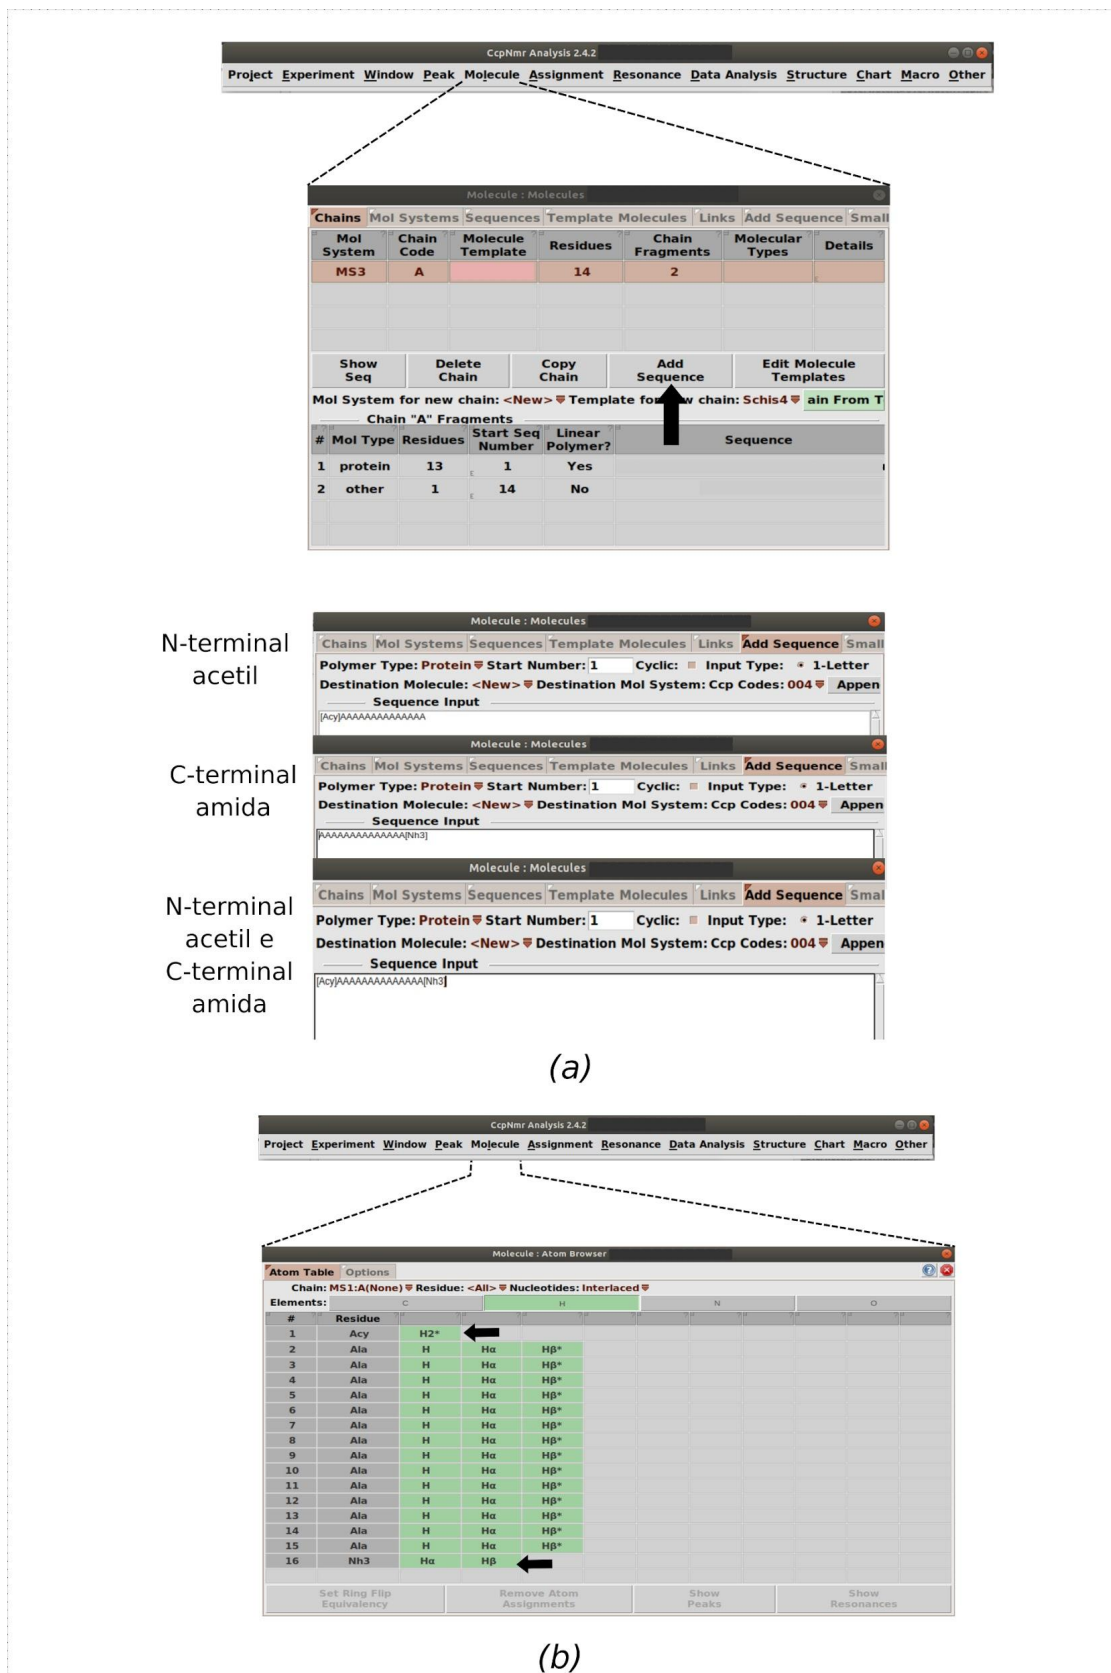 CcpNmr Analysis 2.4.2
Project Experiment Window Peak Molecule Assignment Resonance Data Analysis Structure Chart Macro Other
Molecule : Molecules
Chains Mol Systems Sequences Template Molecules Links Add Sequence Small
Mol System Chain Code Molecule Template Residues Chain Fragments Molecular Types Details
MS3 A 14 2
Show Seq Delete Chain Copy Chain Add Sequence Edit Molecule Templates
Mol System for new chain: <New> Template for new chain: Schis4 ain From T
Chain "A" Fragments
# Mol Type Residues Start Seq Number Linear Polymer? Sequence
1 protein 13 1 Yes
2 other 1 14 No
N-terminal acetil
Molecule : Molecules
Chains Mol Systems Sequences Template Molecules Links Add Sequence Small
Polymer Type: Protein Start Number: 1 Cyclic: Input Type: 1-Letter
Destination Molecule: <New> Destination Mol System: Ccp Codes: 004 Appen
Sequence Input
[Acy]AAAAAAAAAAAAAA
C-terminal amida
Molecule : Molecules
Chains Mol Systems Sequences Template Molecules Links Add Sequence Small
Polymer Type: Protein Start Number: 1 Cyclic: Input Type: 1-Letter
Destination Molecule: <New> Destination Mol System: Ccp Codes: 004 Appen
Sequence Input
AAAAAAAAAAAAAA[Nh3]
N-terminal acetil e C-terminal amida
Molecule : Molecules
Chains Mol Systems Sequences Template Molecules Links Add Sequence Smal
Polymer Type: Protein Start Number: 1 Cyclic: Input Type: 1-Letter
Destination Molecule: <New> Destination Mol System: Ccp Codes: 004 Appen
Sequence Input
[Acy]AAAAAAAAAAAAAA[Nh3]
(a)
CcpNmr Analysis 2.4.2
Project Experiment Window Peak Molecule Assignment Resonance Data Analysis Structure Chart Macro Other
Molecule : Atom Browser
Atom Table Options
Chain: MS1:A(None) Residue: <All> Nucleotides: Interlaced
Elements: C H N O
# Residue
1 Acy H2*
2 Ala H Hα Hβ*
3 Ala H Hα Hβ*
4 Ala H Hα Hβ*
5 Ala H Hα Hβ*
6 Ala H Hα Hβ*
7 Ala H Hα Hβ*
8 Ala H Hα Hβ*
9 Ala H Hα Hβ*
10 Ala H Hα Hβ*
11 Ala H Hα Hβ*
12 Ala H Hα Hβ*
13 Ala H Hα Hβ*
14 Ala H Hα Hβ*
15 Ala H Hα Hβ*
16 Nh3 Hα Hβ
Set Ring Flip Equivalency Remove Atom Assignments Show Peaks Show Resonances
(b)